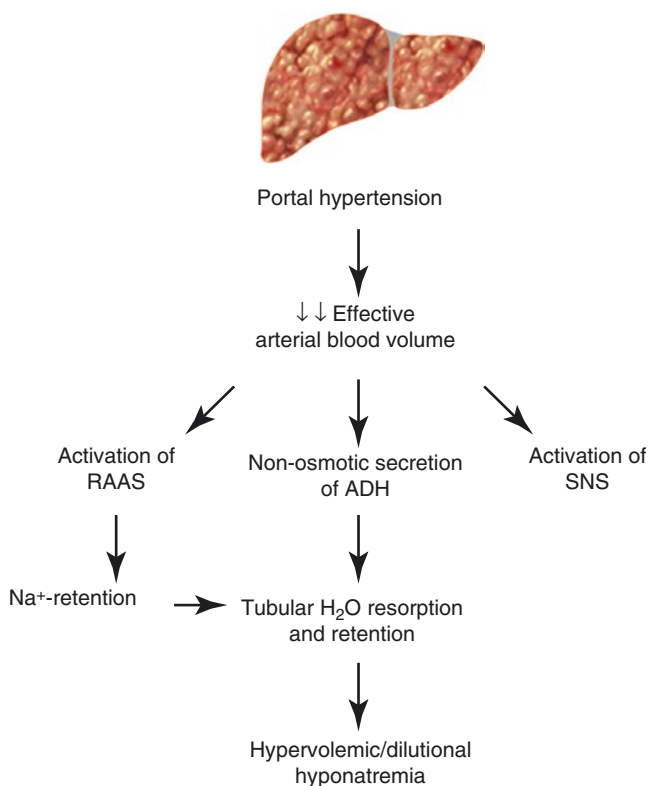 Portal hypertension
↓↓ Effective
arterial blood volume
Activation of
RAAS
Non-osmotic secretion
of ADH
Activation of
SNS
Na⁺-retention
Tubular H₂O resorption
and retention
Hypervolemic/dilutional
hyponatremia